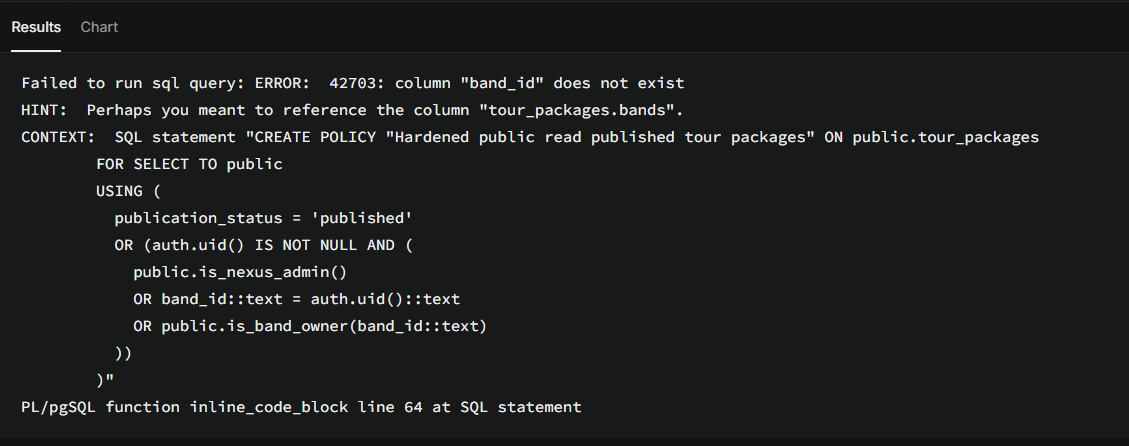 Results Chart
Failed to run sql query: ERROR:  42703: column "band_id" does not exist
HINT:  Perhaps you meant to reference the column "tour_packages.bands".
CONTEXT:  SQL statement "CREATE POLICY "Hardened public read published tour packages" ON public.tour_packages
        FOR SELECT TO public
        USING (
          publication_status = 'published'
          OR (auth.uid() IS NOT NULL AND (
            public.is_nexus_admin()
            OR band_id::text = auth.uid()::text
            OR public.is_band_owner(band_id::text)
          ))
        )"
PL/pgSQL function inline_code_block line 64 at SQL statement